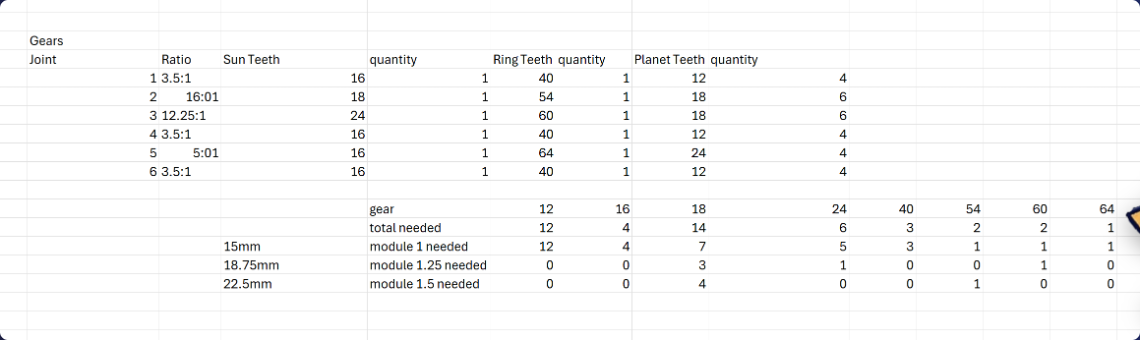 Gears
Joint Ratio Sun Teeth quantity Ring Teeth quantity Planet Teeth quantity
1 3.5:1 16 1 40 1 12 4
2 16:01 18 1 54 1 18 6
3 12.25:1 24 1 60 1 18 6
4 3.5:1 16 1 40 1 12 4
5 5:01 16 1 64 1 24 4
6 3.5:1 16 1 40 1 12 4
gear 12 16 18 24 40 54 60 64
total needed 12 4 14 6 3 2 2 1
15mm module 1 needed 12 4 7 5 3 1 1 1
18.75mm module 1.25 needed 0 0 3 1 0 0 1 0
22.5mm module 1.5 needed 0 0 4 0 0 1 0 0